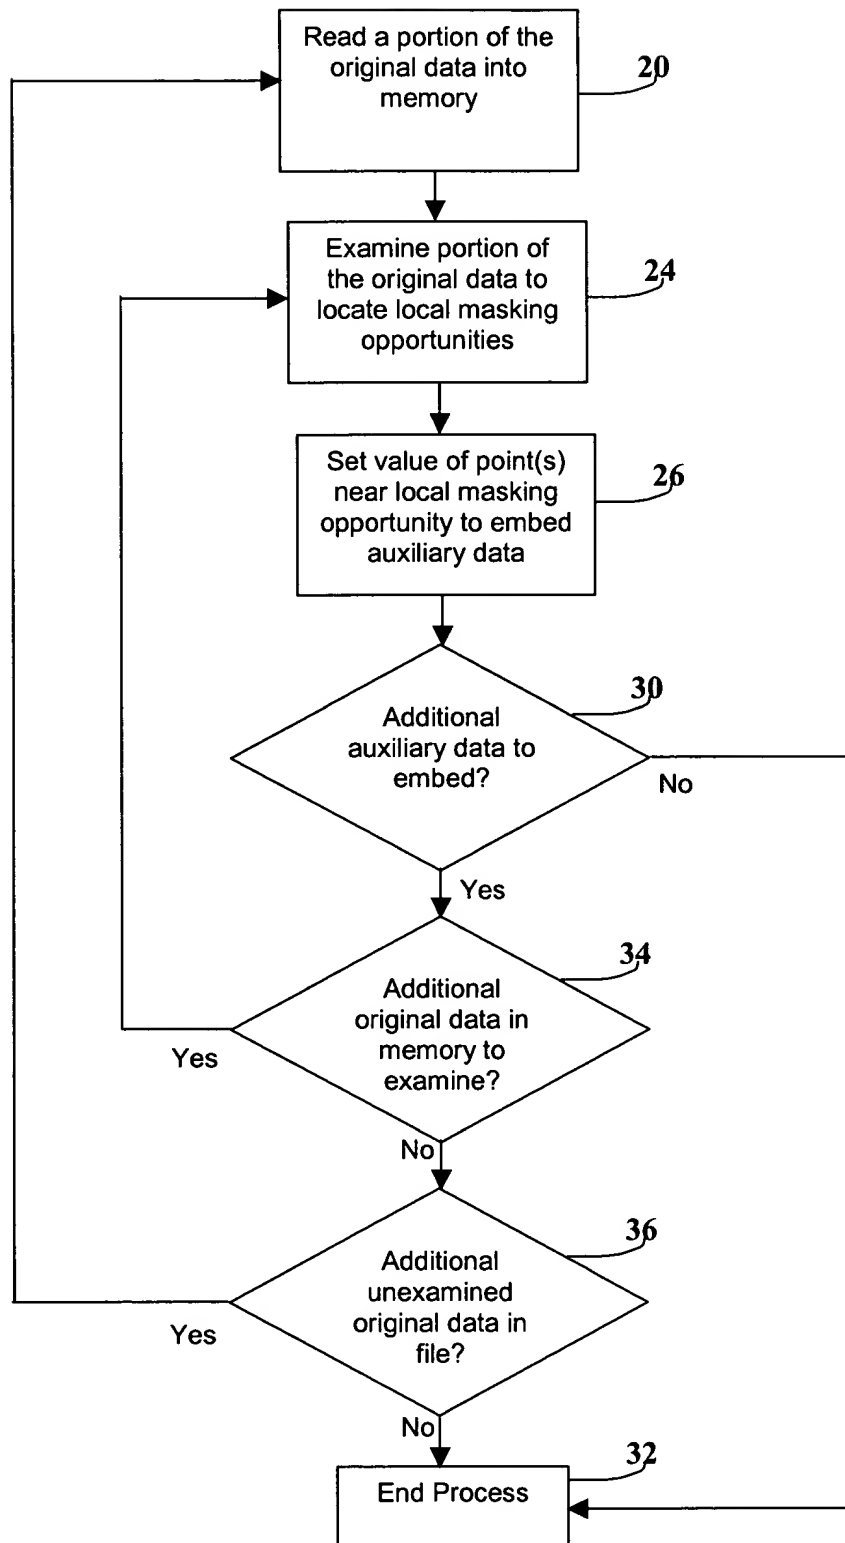 Read a portion of the
original data into
memory
20
Examine portion of
the original data to
locate local masking
opportunities
24
Set value of point(s)
near local masking
opportunity to embed
auxiliary data
26
Additional
auxiliary data to
embed?
30
No
Yes
Additional
original data in
memory to
examine?
34
Yes
No
Additional
unexamined
original data in
file?
36
Yes
No
End Process
32